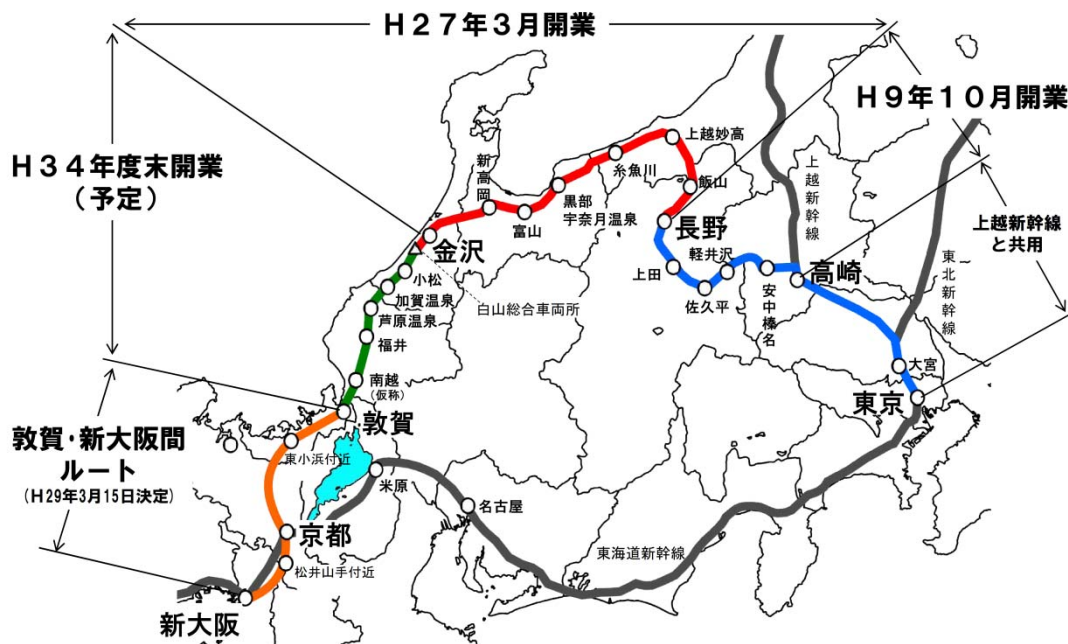 H27年3月開業
H9年10月開業
H34年度末開業
(予定)
上越新幹線
と共用
敦賀・新大阪間
ルート
(H29年3月15日決定)
上越妙高
糸魚川
飯山
新高岡
黒部
宇奈月温泉
富山
長野
金沢
上越新幹線
軽井沢
高崎
上田
小松
佐久平
安中榛名
東北新幹線
加賀温泉
白山総合車両所
芦原温泉
福井
大宮
南越
(仮称)
東京
敦賀
東小浜付近
米原
名古屋
京都
東海道新幹線
松井山手付近
新大阪